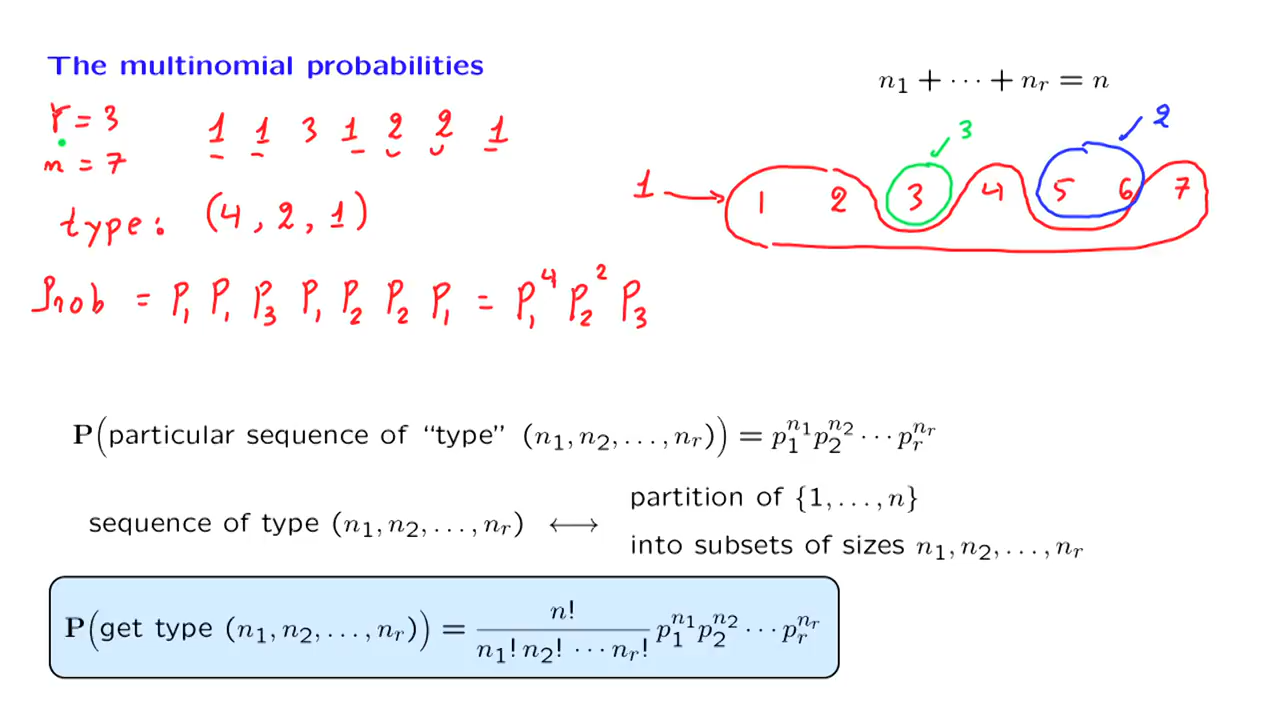 The multinomial probabilities
n₁ + ··· + nᵣ = n
r = 3
n = 7
1 1 3 1 2 2 1
type: (4, 2, 1)
Prob = P₁ P₁ P₃ P₁ P₂ P₂ P₁ = P₁⁴ P₂² P₃
3
2
1
1 2 3 4 5 6 7
P(particular sequence of “type” (n₁, n₂, . . . , nᵣ)) = p₁^{n₁} p₂^{n₂} ··· pᵣ^{nᵣ}
sequence of type (n₁, n₂, . . . , nᵣ) ⟷
partition of {1, . . . , n}
into subsets of sizes n₁, n₂, . . . , nᵣ
P(get type (n₁, n₂, . . . , nᵣ)) = n! / (n₁! n₂! ··· nᵣ!) p₁^{n₁} p₂^{n₂} ··· pᵣ^{nᵣ}